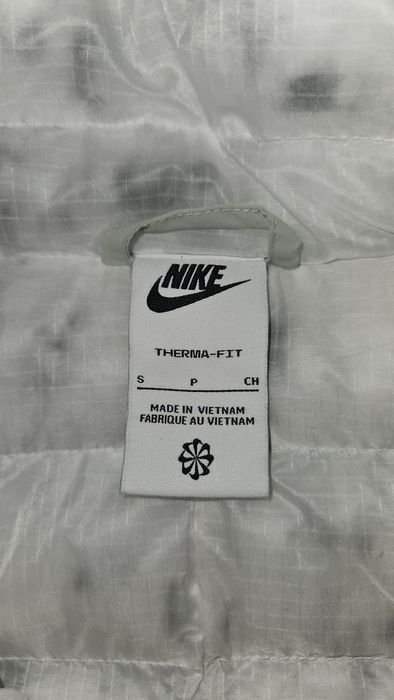 NIKE
THERMA-FIT
S P CH
MADE IN VIETNAM
FABRIQUE AU VIETNAM